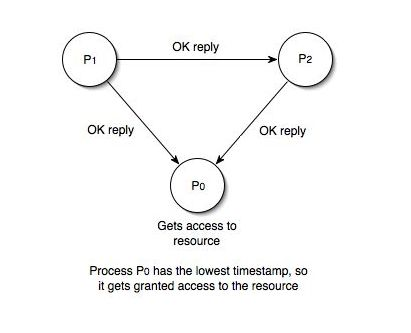 OK reply
P1
P2
OK reply
OK reply
P0
Gets access to
resource
Process P0 has the lowest timestamp, so
it gets granted access to the resource